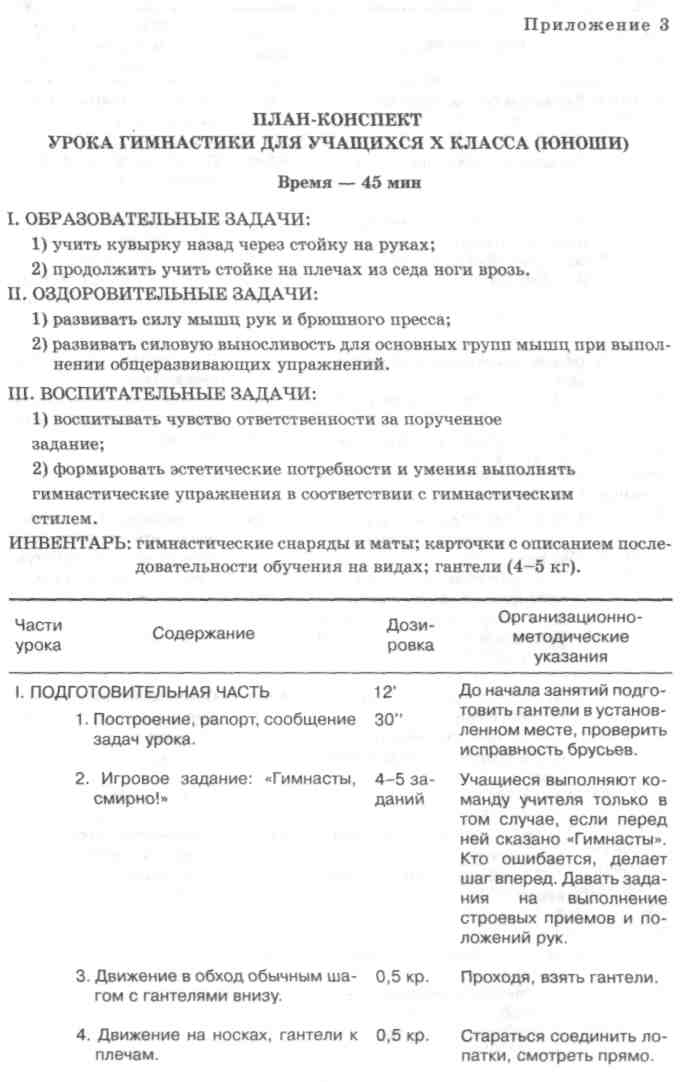 Приложение 3
ПЛАН-КОНСПЕКТ
УРОКА ГИМНАСТИКИ ДЛЯ УЧАЩИХСЯ X КЛАССА (ЮНОШИ)
Время — 45 мин
I. ОБРАЗОВАТЕЛЬНЫЕ ЗАДАЧИ:
1) учить кувырку назад через стойку на руках;
2) продолжить учить стойке на плечах из седа ноги врозь.
II. ОЗДОРОВИТЕЛЬНЫЕ ЗАДАЧИ:
1) развивать силу мышц рук и брюшного пресса;
2) развивать силовую выносливость для основных групп мышц при выпол-
нении общеразвивающих упражнений.
III. ВОСПИТАТЕЛЬНЫЕ ЗАДАЧИ:
1) воспитывать чувство ответственности за порученное
задание;
2) формировать эстетические потребности и умения выполнять
гимнастические упражнения в соответствии с гимнастическим
стилем.
ИНВЕНТАРЬ: гимнастические снаряды и маты; карточки с описанием после-
довательности обучения на видах; гантели (4–5 кг).
Части
урока
Содержание
Дози-
ровка
Организационно-
методические
указания
I. ПОДГОТОВИТЕЛЬНАЯ ЧАСТЬ
12'
До начала занятий подго-
товить гантели в установ-
ленном месте, проверить
исправность брусьев.
1. Построение, рапорт, сообщение
задач урока.
30''
2. Игровое задание: «Гимнасты,
смирно!»
4–5 за-
даний
Учащиеся выполняют ко-
манду учителя только в
том случае, если перед
ней сказано «Гимнасты».
Кто ошибается, делает
шаг вперед. Давать зада-
ния на выполнение
строевых приемов и по-
ложений рук.
3. Движение в обход обычным ша-
гом с гантелями внизу.
0,5 кр.
Проходя, взять гантели.
4. Движение на носках, гантели к
плечам.
0,5 кр.
Стараться соединить ло-
патки, смотреть прямо.